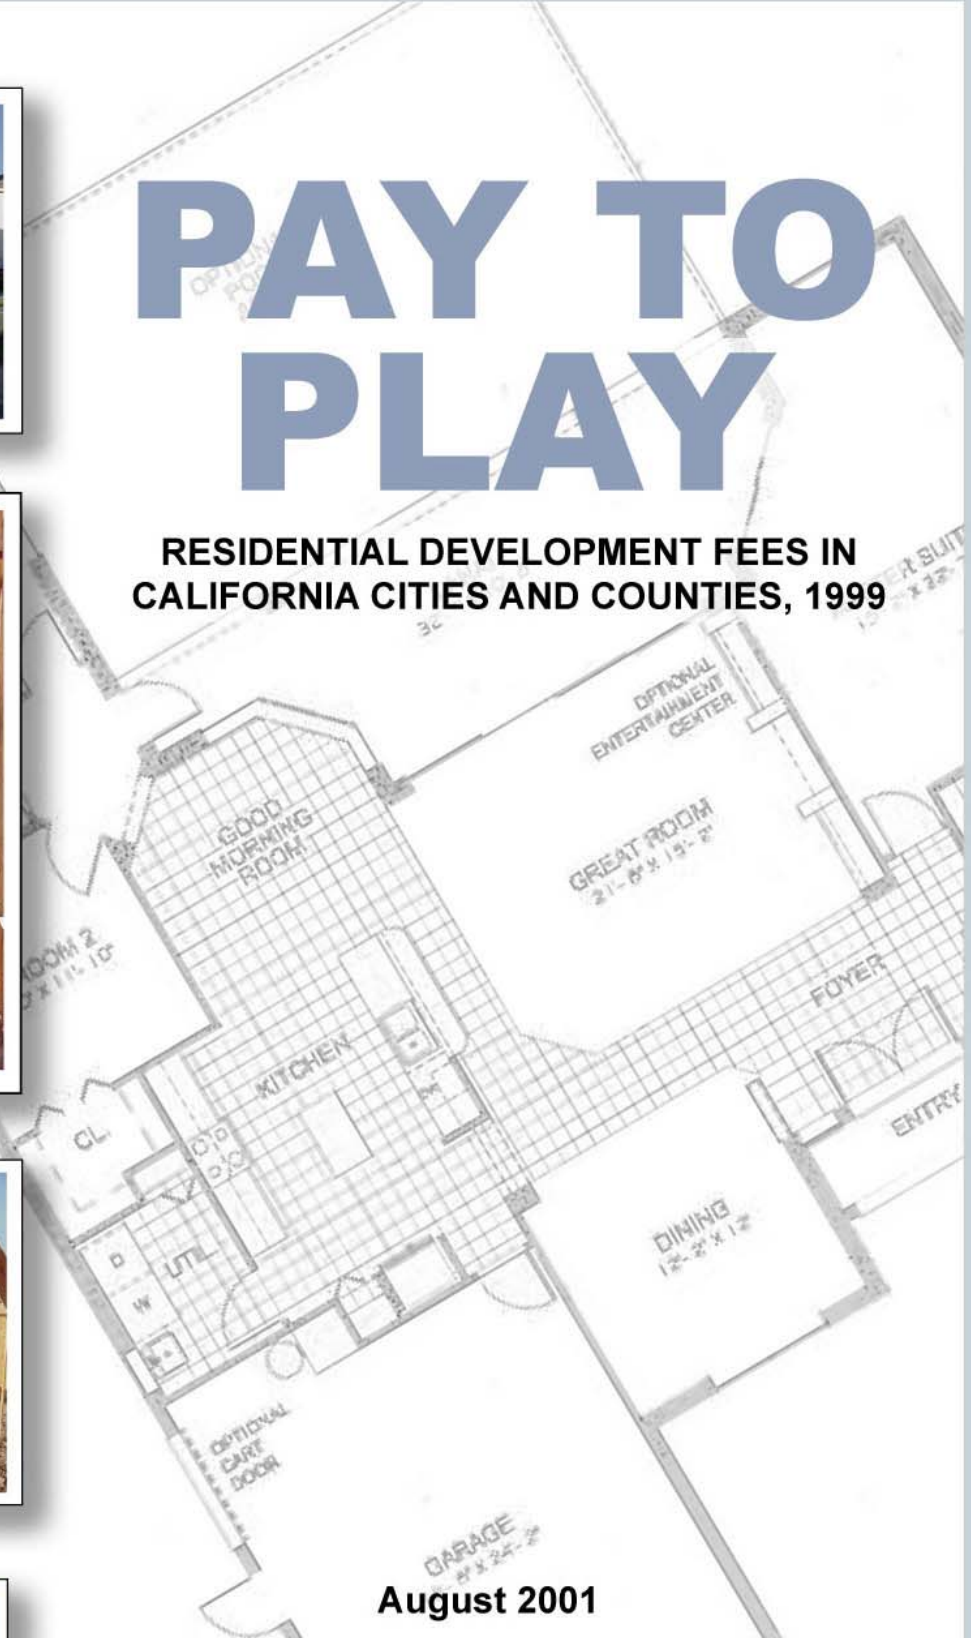 PAY TO
PLAY
RESIDENTIAL DEVELOPMENT FEES IN
CALIFORNIA CITIES AND COUNTIES, 1999
OPTIONAL
ENTERTAINMENT
CENTER
GOOD
MORNING
ROOM
GREAT ROOM
FOYER
KITCHEN
CL.
ENTRY
DINING
D
UTIL
W
OPTIONAL
CART
DOOR
GARAGE
August 2001